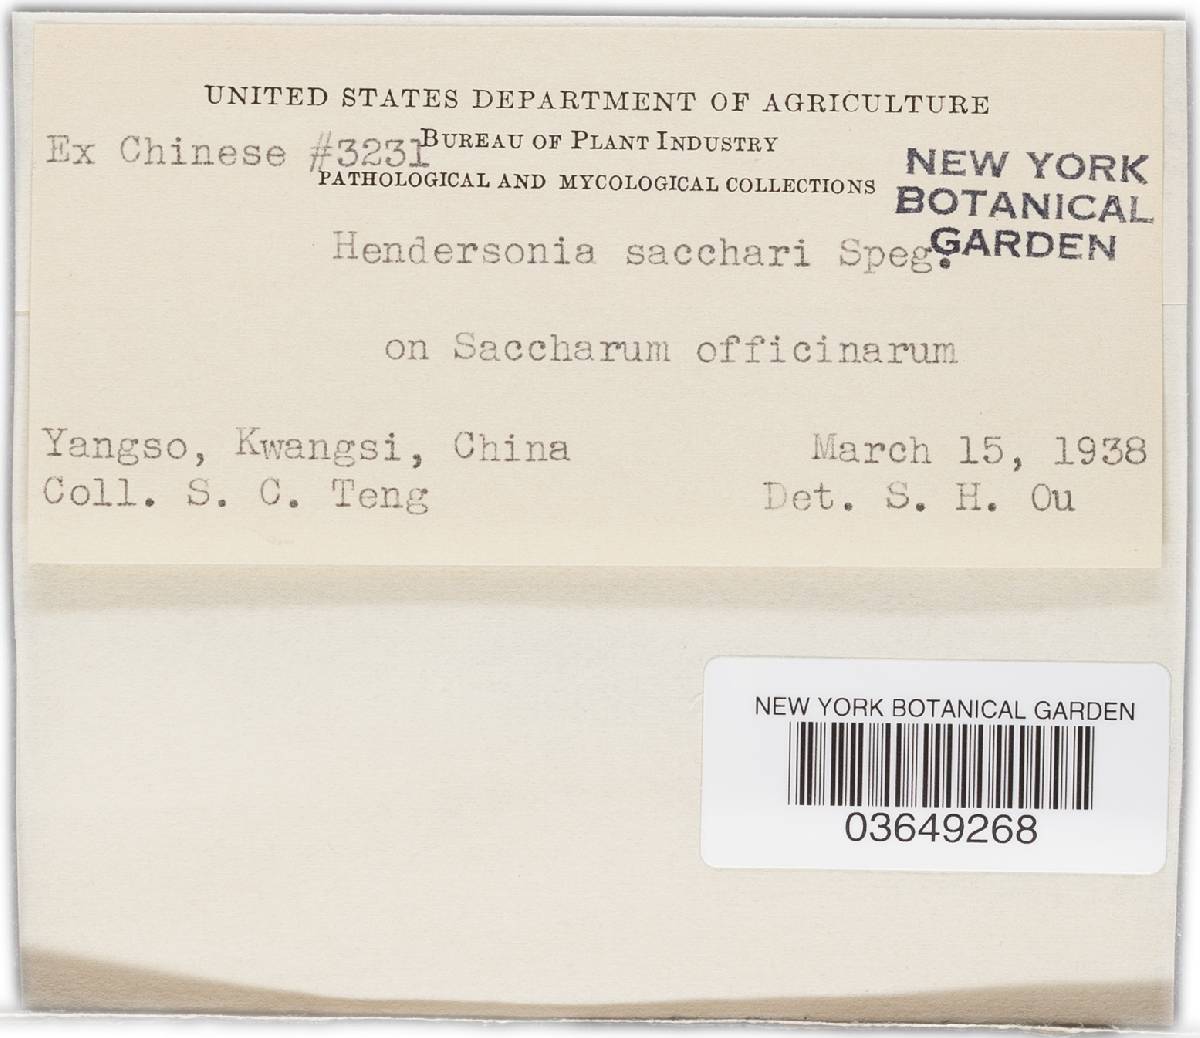 UNITED STATES DEPARTMENT OF AGRICULTURE
BUREAU OF PLANT INDUSTRY
Ex Chinese #3231
PATHOLOGICAL AND MYCOLOGICAL COLLECTIONS
NEW YORK
BOTANICAL
GARDEN
Hendersonia sacchari Speg.
on Saccharum officinarum
Yangso, Kwangsi, China
March 15, 1938
Coll. S. C. Teng
Det. S. H. Ou
NEW YORK BOTANICAL GARDEN
03649268